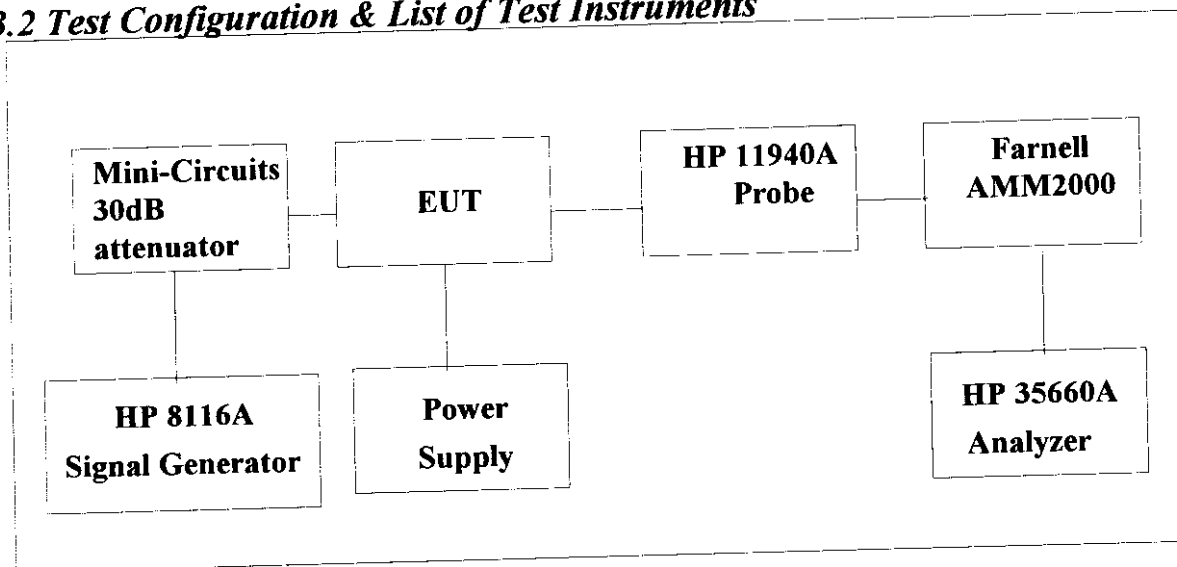 3.2 Test Configuration & List of Test Instruments
Mini-Circuits
30dB
attenuator
EUT
HP 11940A
Probe
Farnell
AMM2000
HP 8116A
Signal Generator
Power
Supply
HP 35660A
Analyzer